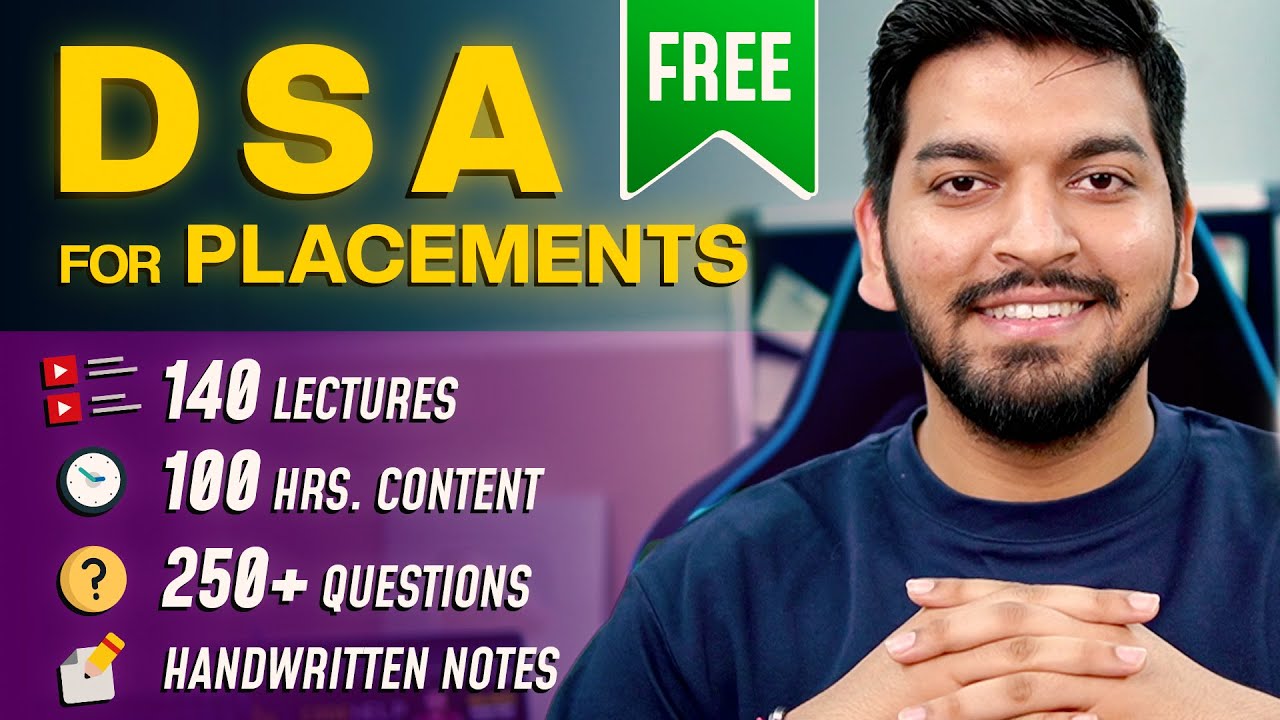 DSA
FREE
FOR PLACEMENTS
140 LECTURES
100 HRS. CONTENT
?
250+ QUESTIONS
HANDWRITTEN NOTES